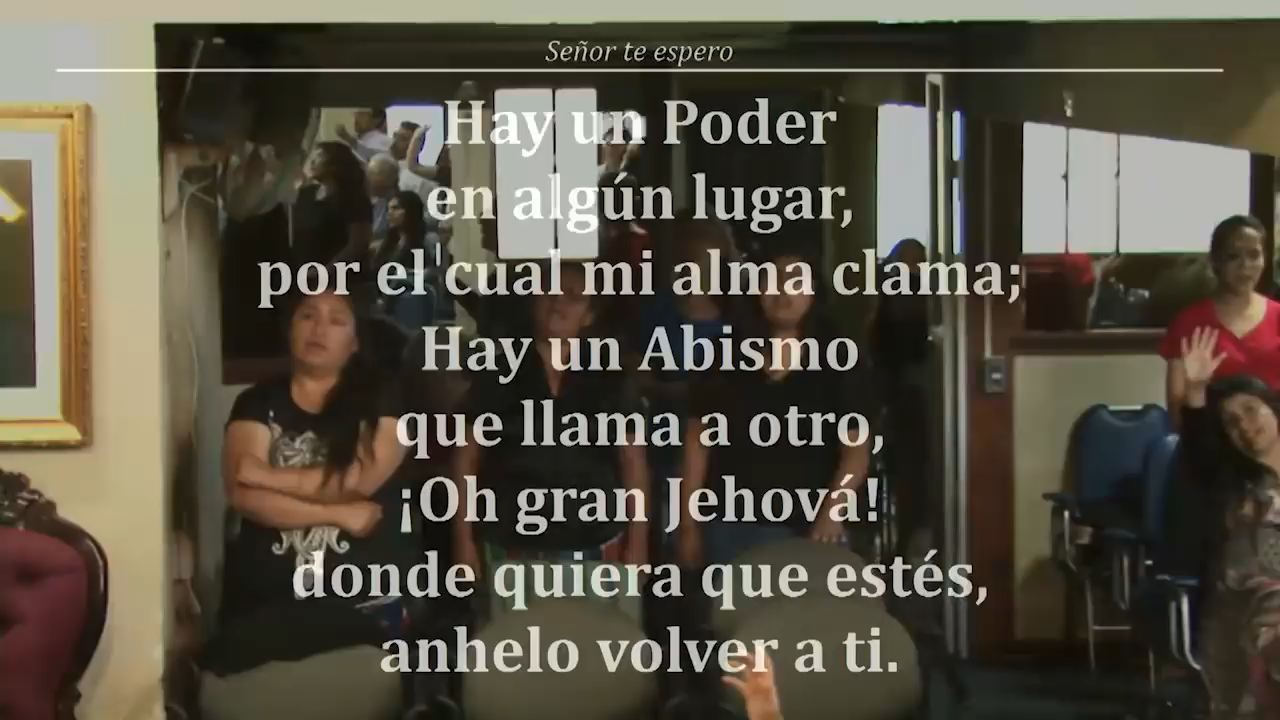 Señor te espero
Hay un Poder
en algún lugar,
por el cual mi alma clama;
Hay un Abismo
que llama a otro,
¡Oh gran Jehová!
donde quiera que estés,
anhelo volver a ti.